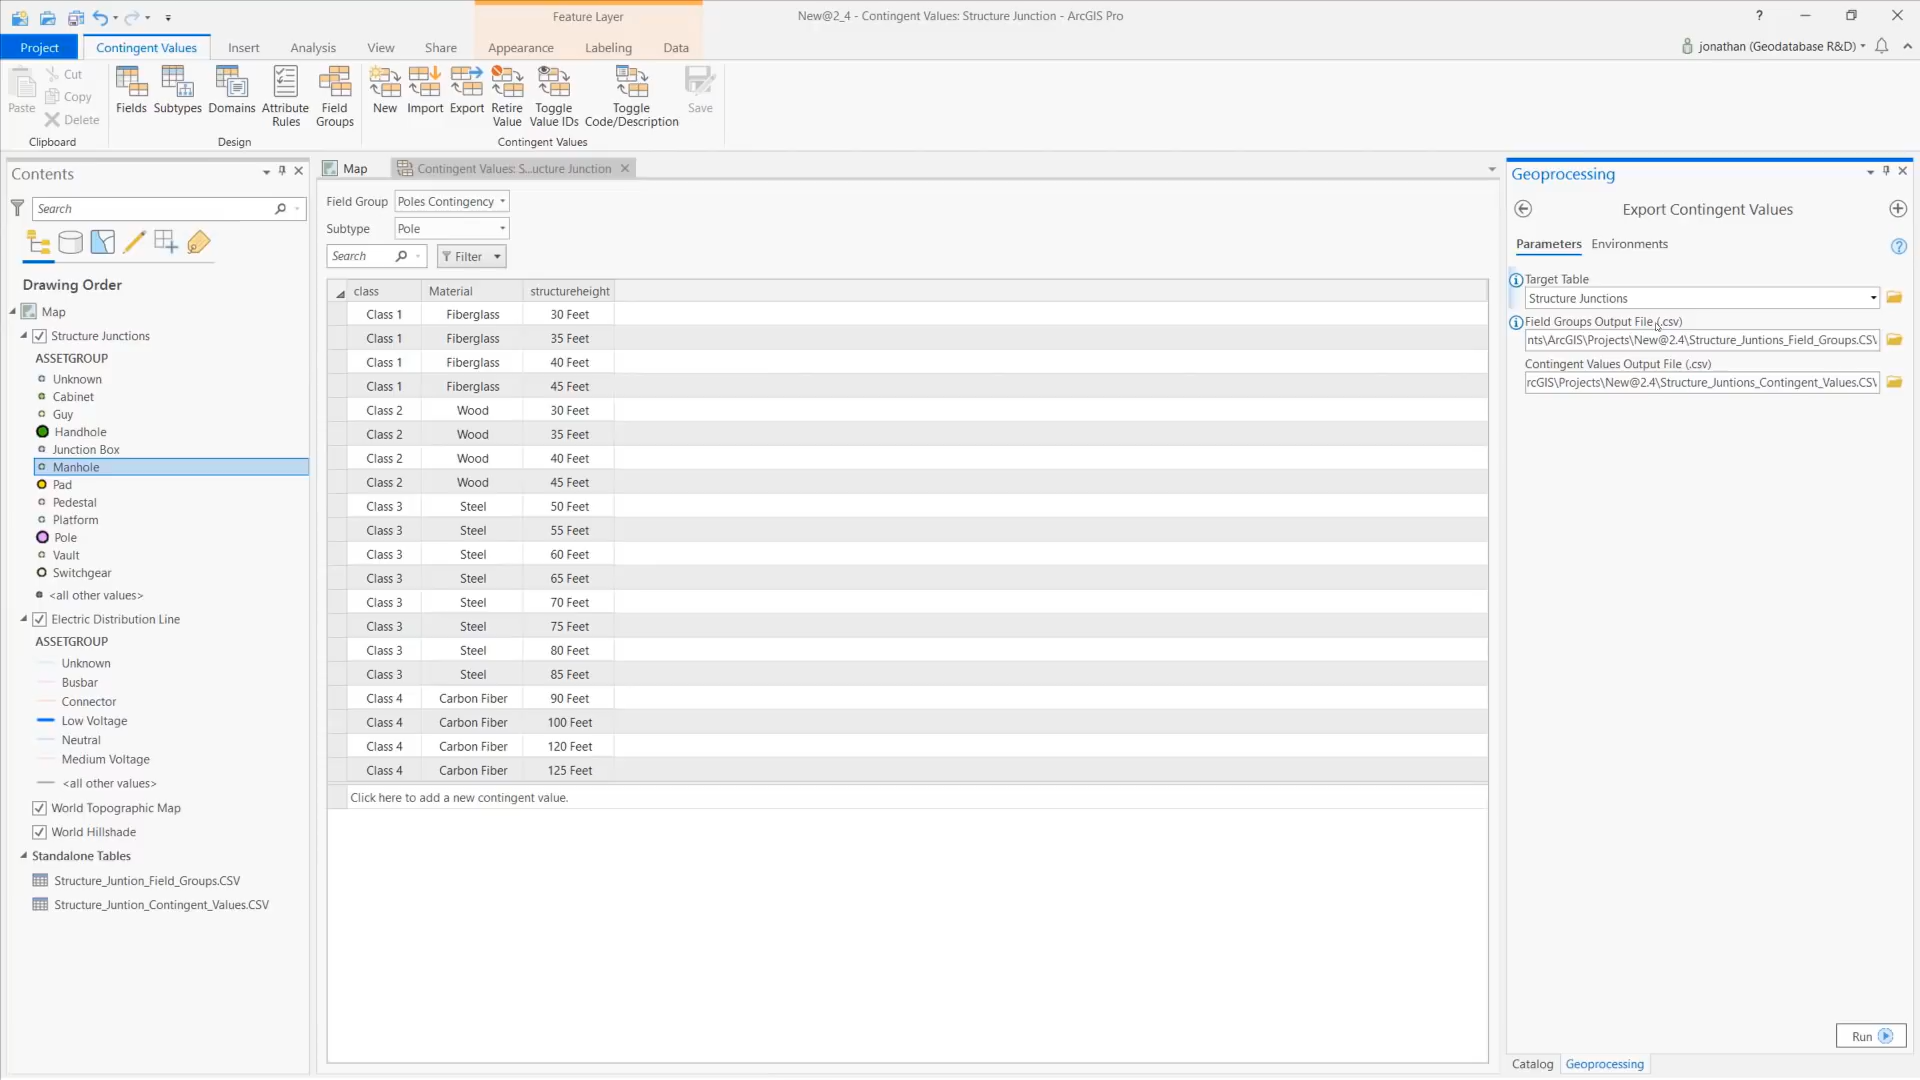 Feature Layer
New@2_4 - Contingent Values: Structure Junction - ArcGIS Pro
?
Project
Contingent Values
Insert
Analysis
View
Share
Appearance
Labeling
Data
jonathan (Geodatabase R&D)
Paste
Cut
Copy
Delete
Clipboard
Fields
Subtypes
Domains
Attribute Rules
Field Groups
Design
New
Import
Export
Retire Value
Toggle Value IDs
Toggle Code/Description
Save
Contingent Values
Contents
Search
Drawing Order
Map
Structure Junctions
ASSETGROUP
Unknown
Cabinet
Guy
Handhole
Junction Box
Manhole
Pad
Pedestal
Platform
Pole
Vault
Switchgear
<all other values>
Electric Distribution Line
ASSETGROUP
Unknown
Busbar
Connector
Low Voltage
Neutral
Medium Voltage
<all other values>
World Topographic Map
World Hillshade
Standalone Tables
Structure_Juntion_Field_Groups.CSV
Structure_Juntion_Contingent_Values.CSV
Map
Contingent Values: S...ucture Junction
Field Group Poles Contingency
Subtype Pole
Search Filter
class Material structureheight
Class 1 Fiberglass 30 Feet
Class 1 Fiberglass 35 Feet
Class 1 Fiberglass 40 Feet
Class 1 Fiberglass 45 Feet
Class 2 Wood 30 Feet
Class 2 Wood 35 Feet
Class 2 Wood 40 Feet
Class 2 Wood 45 Feet
Class 3 Steel 50 Feet
Class 3 Steel 55 Feet
Class 3 Steel 60 Feet
Class 3 Steel 65 Feet
Class 3 Steel 70 Feet
Class 3 Steel 75 Feet
Class 3 Steel 80 Feet
Class 3 Steel 85 Feet
Class 4 Carbon Fiber 90 Feet
Class 4 Carbon Fiber 100 Feet
Class 4 Carbon Fiber 120 Feet
Class 4 Carbon Fiber 125 Feet
Click here to add a new contingent value.
Geoprocessing
Export Contingent Values
Parameters Environments
?
Target Table
Structure Junctions
Field Groups Output File (.csv)
nts\ArcGIS\Projects\New@2.4\Structure_Juntions_Field_Groups.CSV
Contingent Values Output File (.csv)
rcGIS\Projects\New@2.4\Structure_Juntions_Contingent_Values.CSV
Run
Catalog Geoprocessing